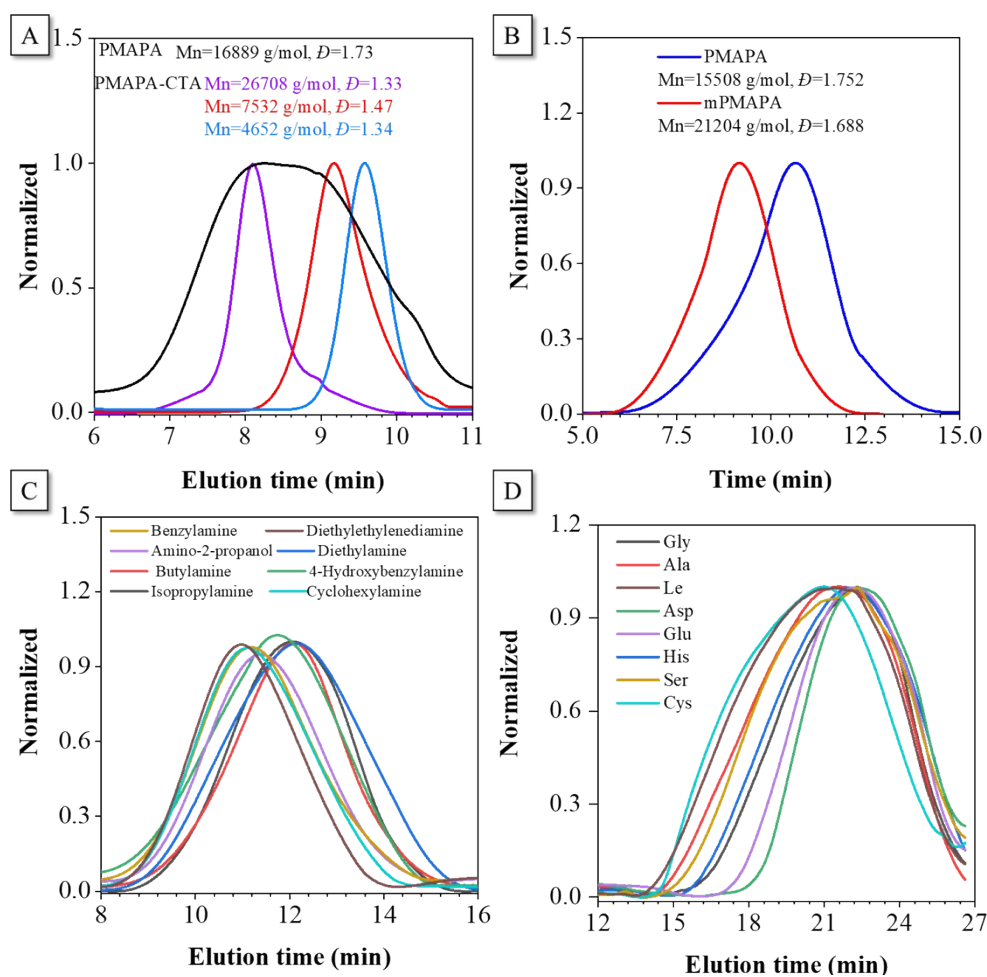 A
1.5
PMAPA Mn=16889 g/mol, Đ=1.73
PMAPA-CTA Mn=26708 g/mol, Đ=1.33
Mn=7532 g/mol, Đ=1.47
Mn=4652 g/mol, Đ=1.34
1.0
0.5
0.0
Normalized
6 7 8 9 10 11
Elution time (min)
B
1.5
PMAPA
Mn=15508 g/mol, Đ=1.752
mPMAPA
Mn=21204 g/mol, Đ=1.688
1.2
0.9
0.6
0.3
0.0
Normalized
5.0 7.5 10.0 12.5 15.0
Time (min)
C
1.5
Benzylamine Diethylethylenediamine
Amino-2-propanol Diethylamine
Butylamine 4-Hydroxybenzylamine
Isopropylamine Cyclohexylamine
1.2
0.9
0.6
0.3
0.0
Normalized
8 10 12 14 16
Elution time (min)
D
1.2
Gly
Ala
Le
Asp
Glu
His
Ser
Cys
0.9
0.6
0.3
0.0
Normalized
12 15 18 21 24 27
Elution time (min)